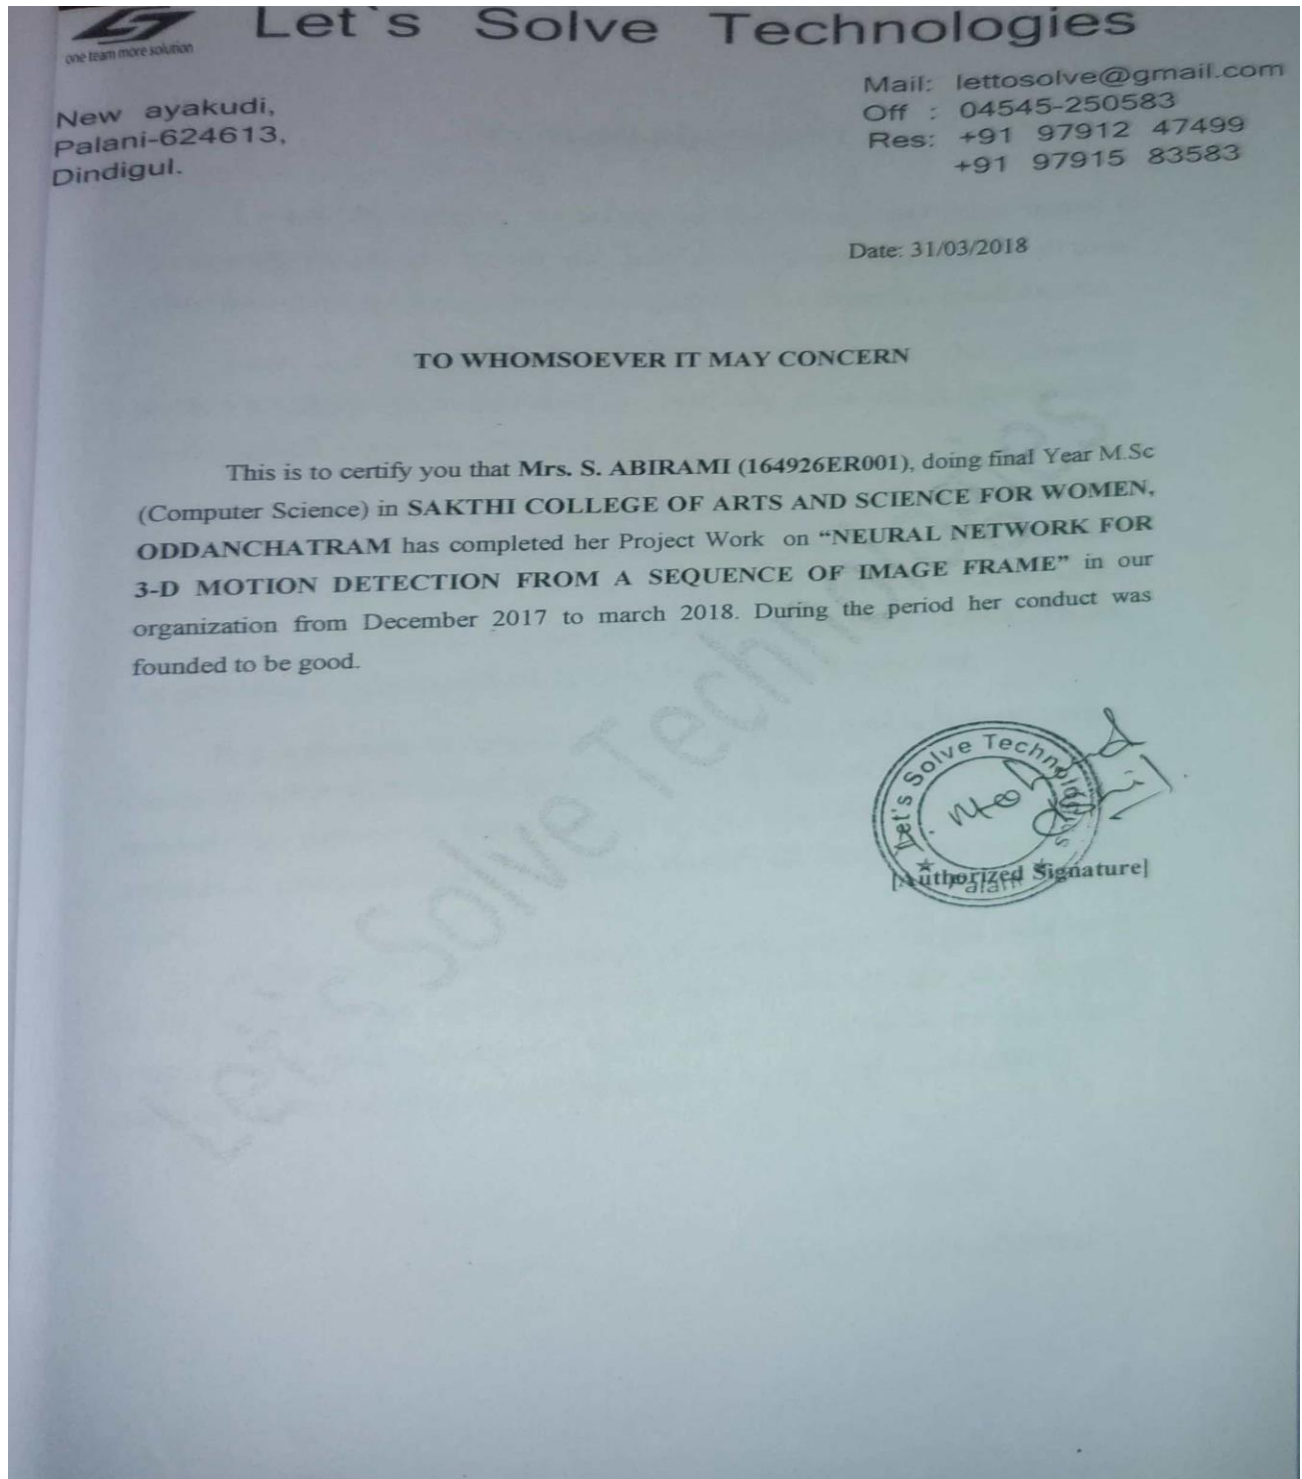 Let`s Solve Technologies
one team more solution
New ayakudi,
Palani-624613,
Dindigul.
Mail: lettosolve@gmail.com
Off : 04545-250583
Res: +91 97912 47499
+91 97915 83583
Date: 31/03/2018
TO WHOMSOEVER IT MAY CONCERN
This is to certify you that Mrs. S. ABIRAMI (164926ER001), doing final Year M.Sc
(Computer Science) in SAKTHI COLLEGE OF ARTS AND SCIENCE FOR WOMEN,
ODDANCHATRAM has completed her Project Work on “NEURAL NETWORK FOR
3-D MOTION DETECTION FROM A SEQUENCE OF IMAGE FRAME” in our
organization from December 2017 to march 2018. During the period her conduct was
founded to be good.
Let's Solve Technologies
Palani
[Authorized Signature]
Let's Solve Technologies